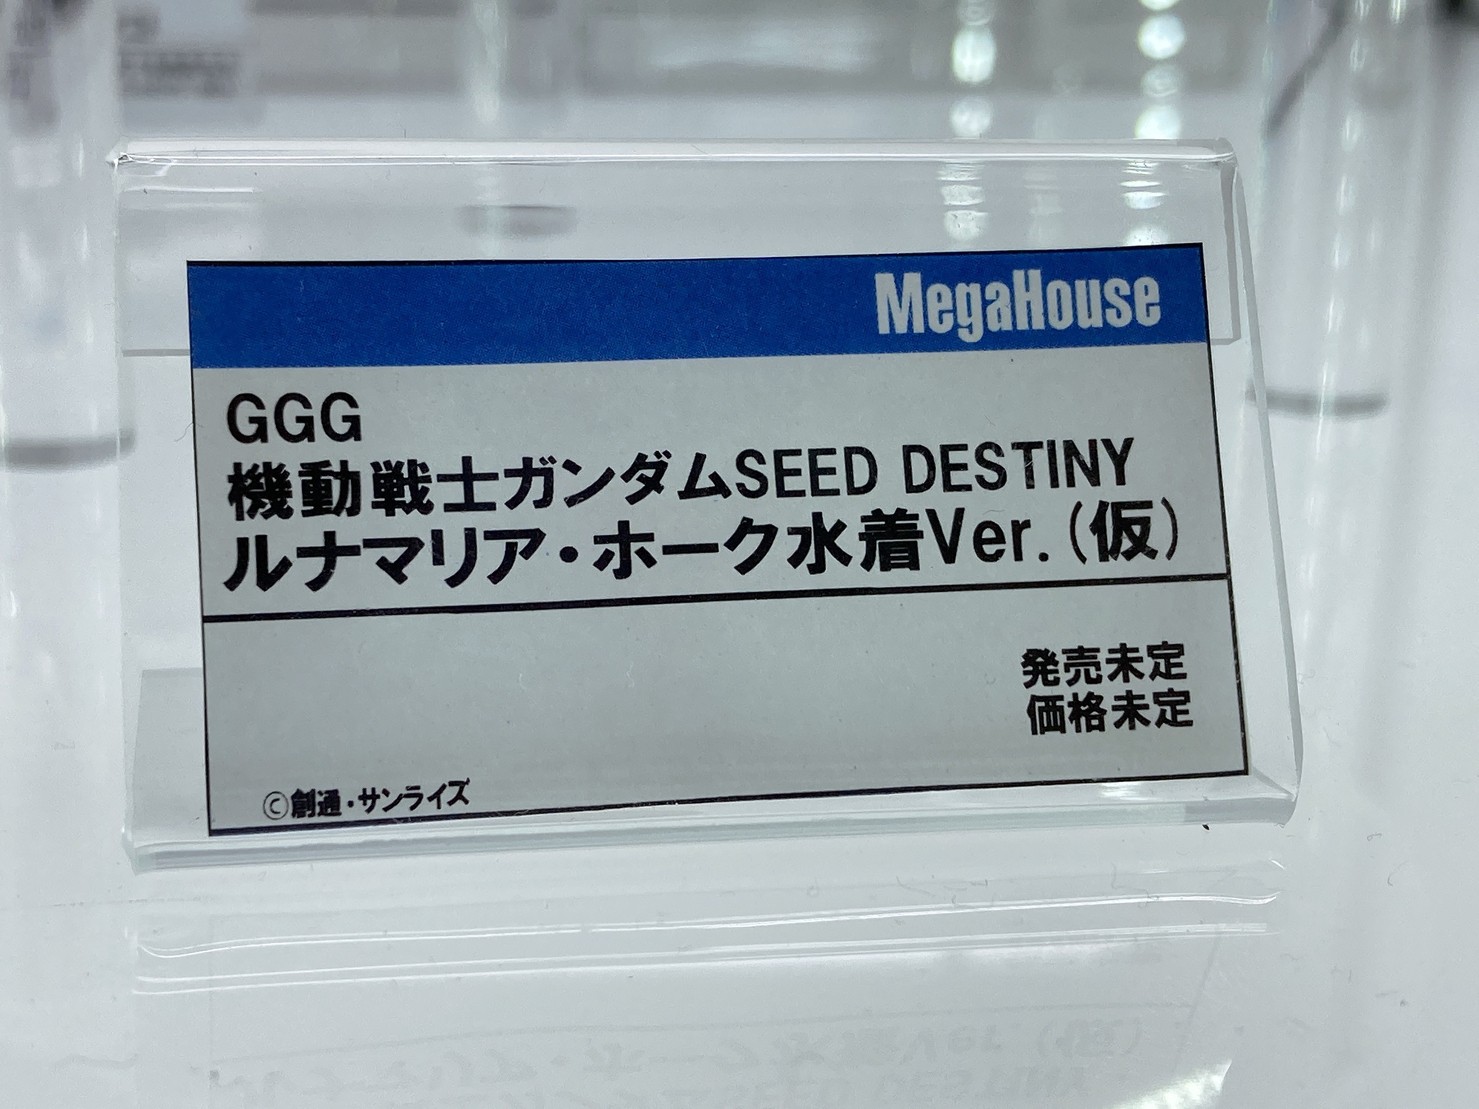 MegaHouse
GGG
機動戦士ガンダムSEED DESTINY
ルナマリア・ホーク水着Ver.(仮)
発売未定
価格未定
©創通・サンライズ